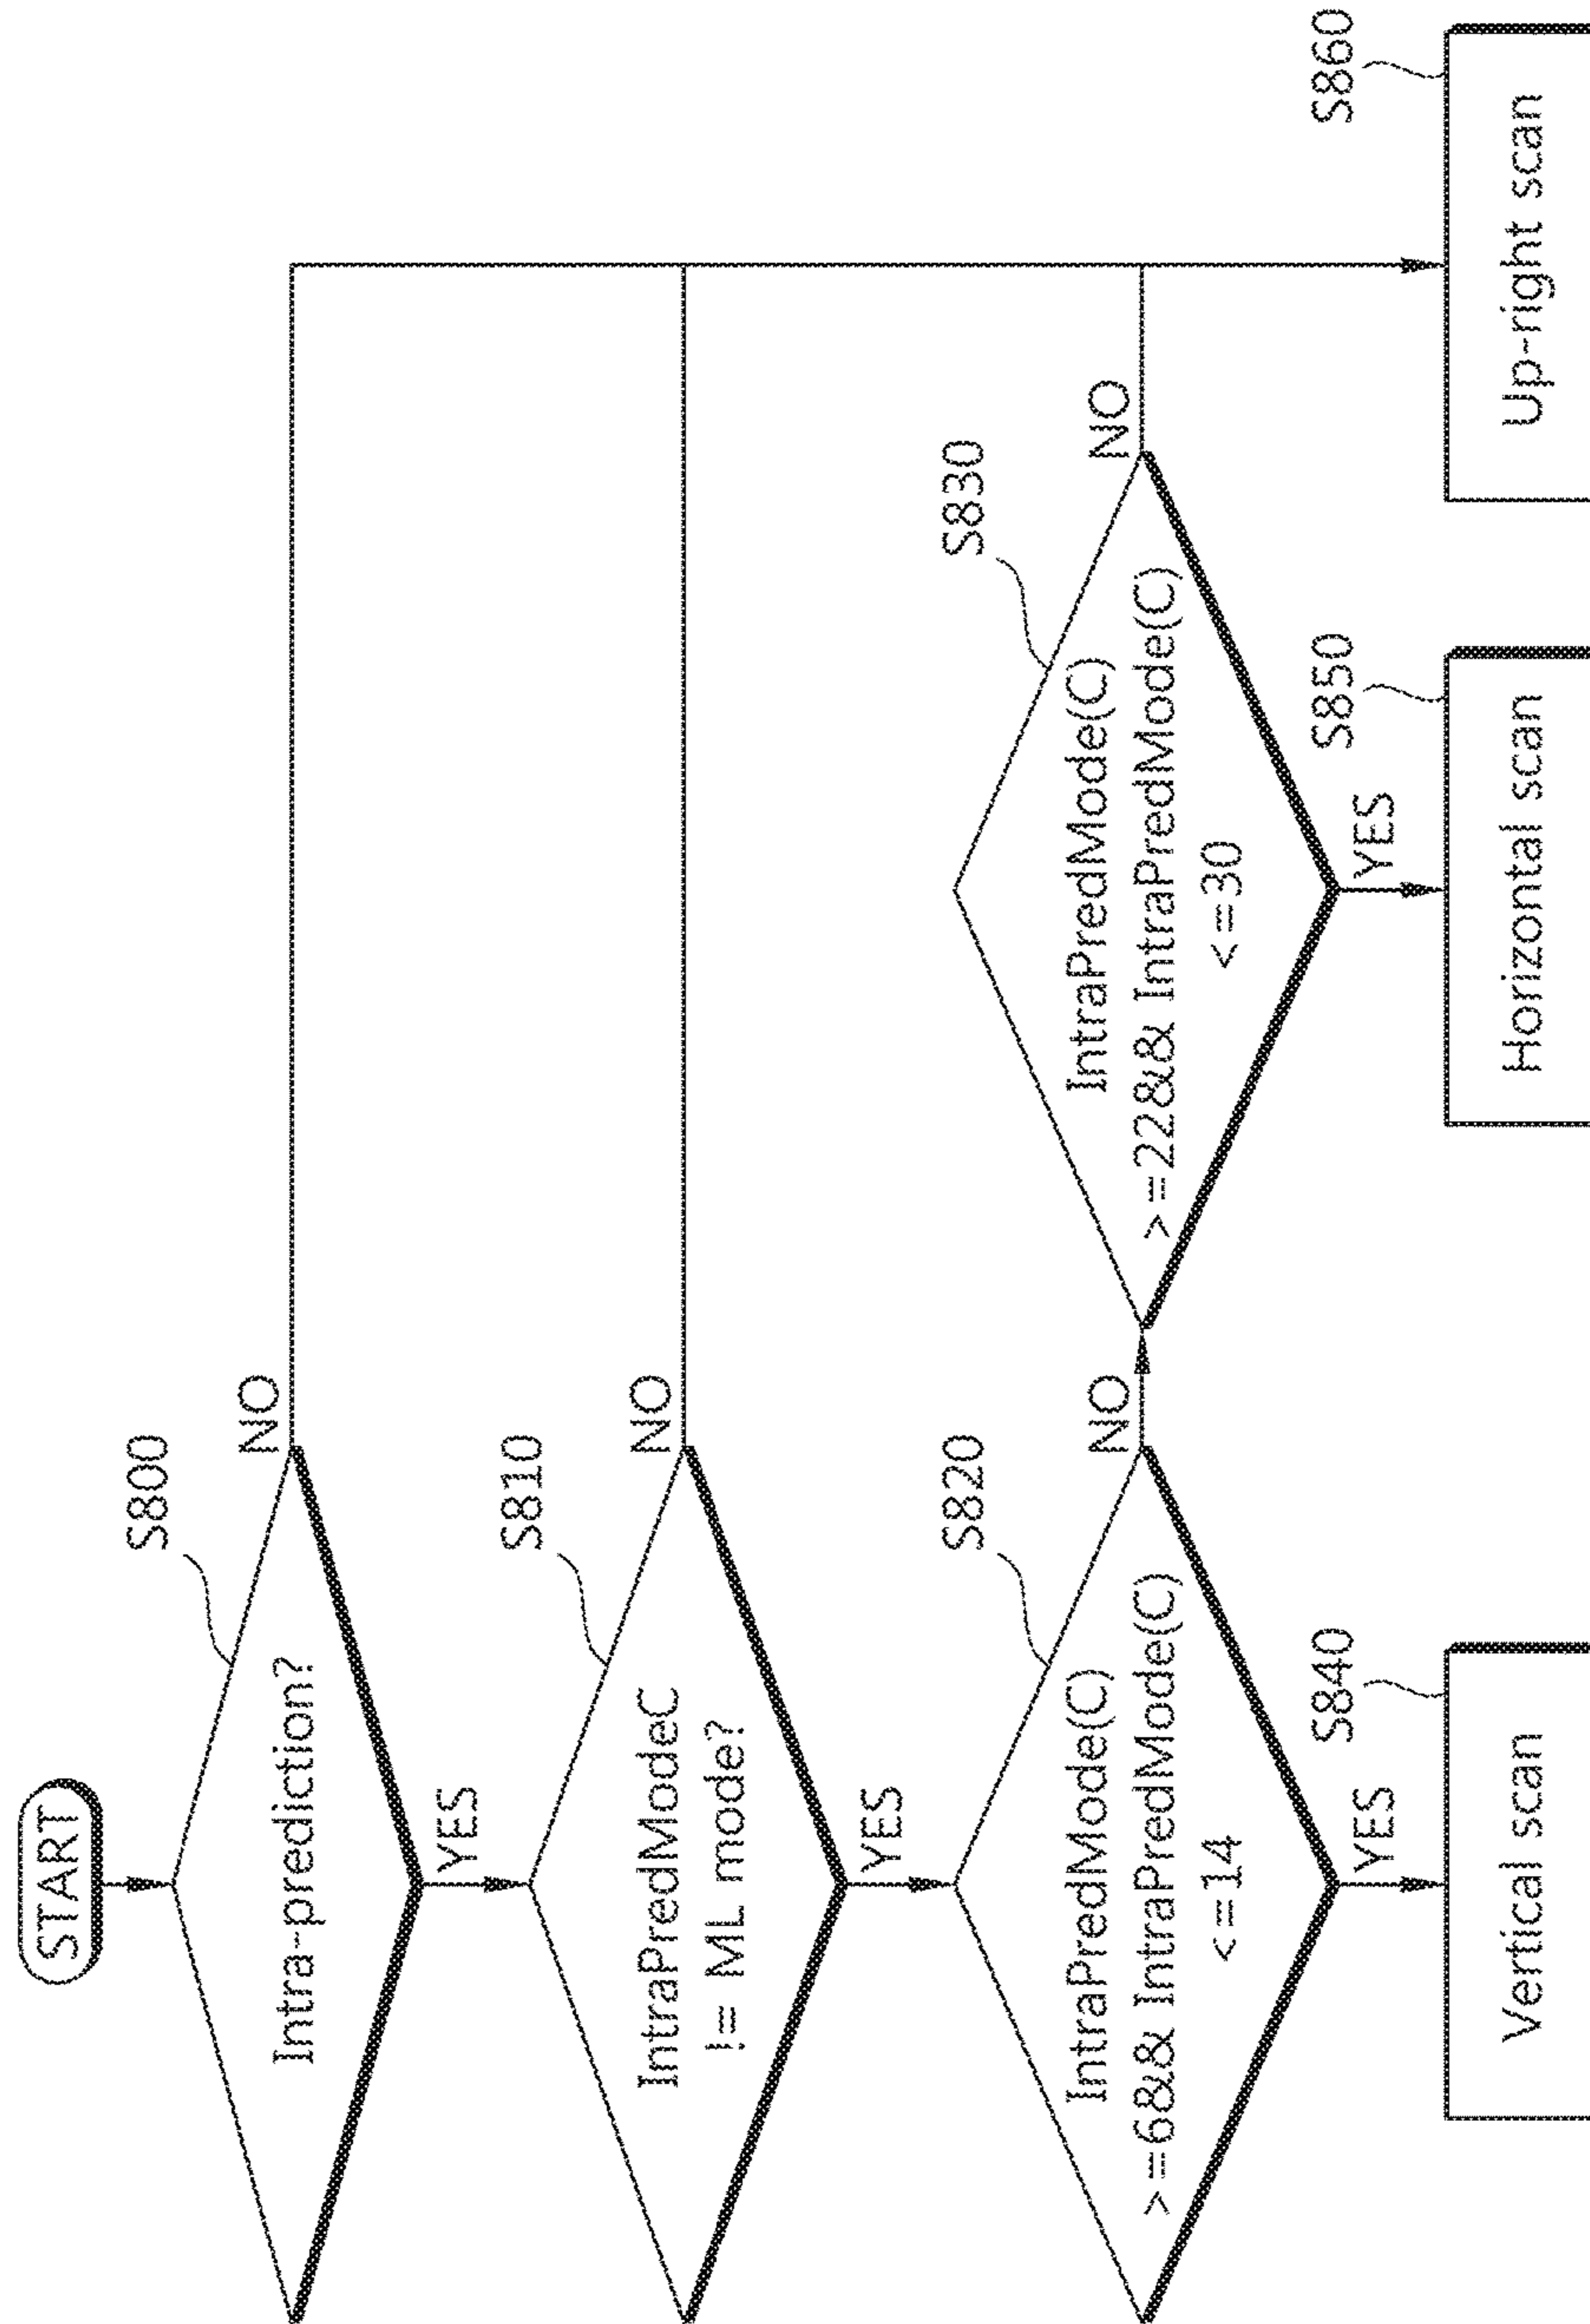 START
S800
Intra-prediction?
NO
YES
S810
IntraPredModeC
!= ML mode?
NO
YES
S820
IntraPredMode(C)
>=6&& IntraPredMode(C)
<=14
NO
YES
S830
IntraPredMode(C)
>=22&& IntraPredMode(C)
<=30
NO
YES
S840
Vertical scan
S850
Horizontal scan
S860
Up-right scan